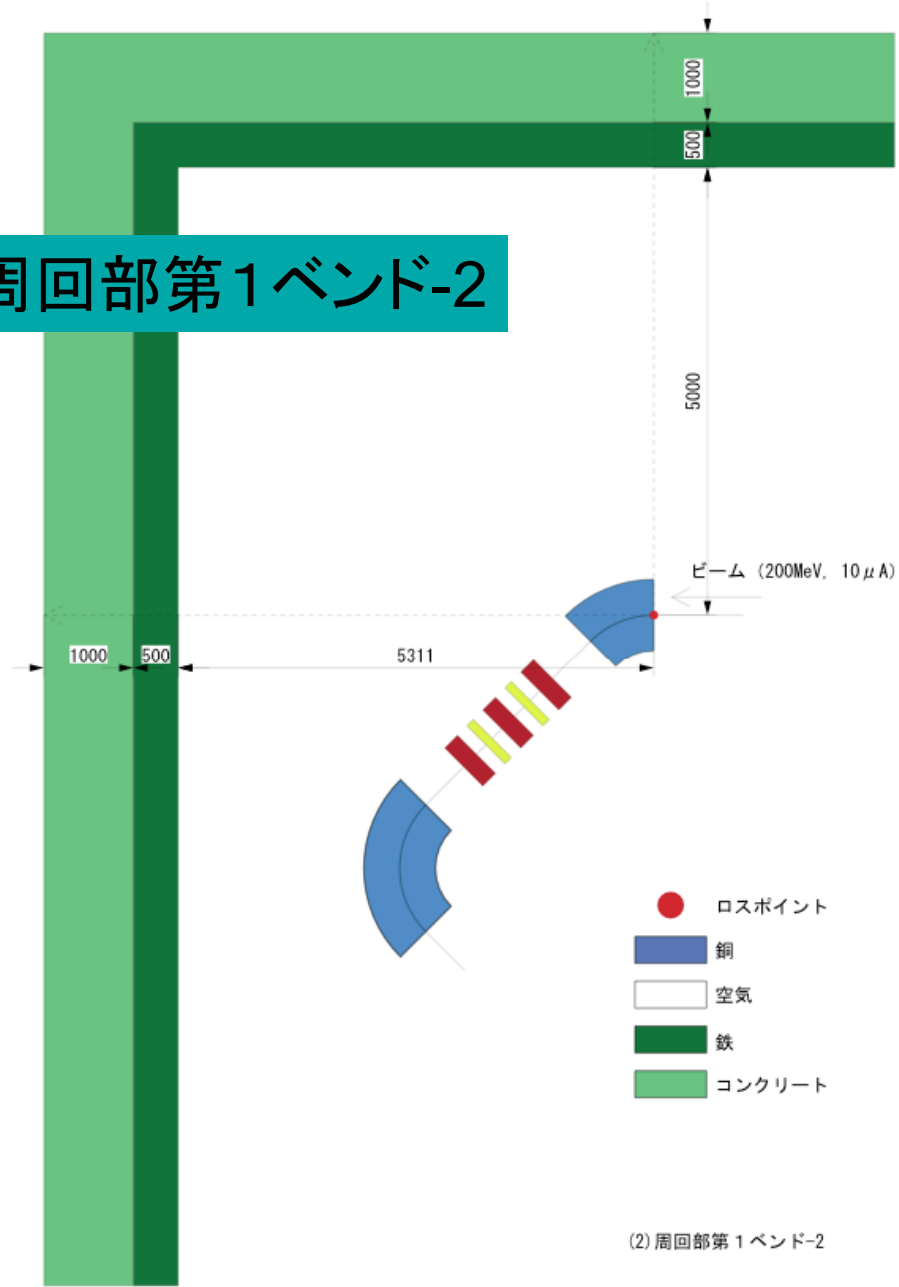 1000
500
周回部第1ベンド-2
5000
ビーム (200MeV, 10μA)
1000
500
5311
ロスポイント
銅
空気
鉄
コンクリート
(2)周回部第1ベンド-2